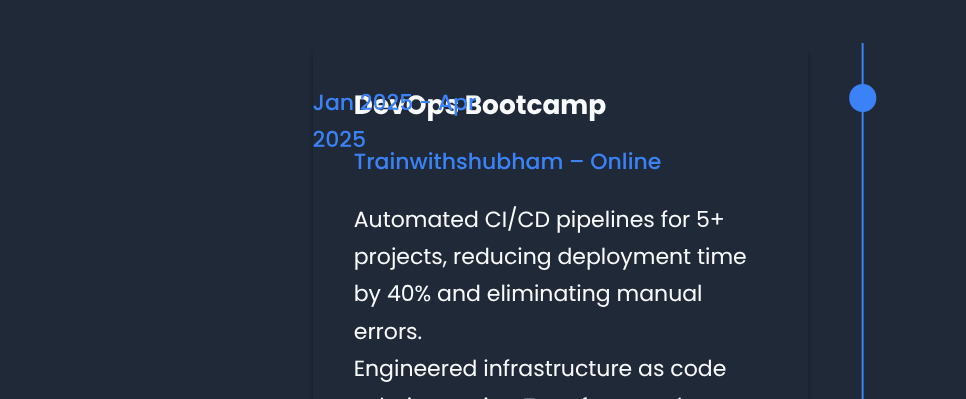 Jan 2025 – Apr
2025
DevOps Bootcamp
Trainwithshubham – Online
Automated CI/CD pipelines for 5+
projects, reducing deployment time
by 40% and eliminating manual
errors.
Engineered infrastructure as code